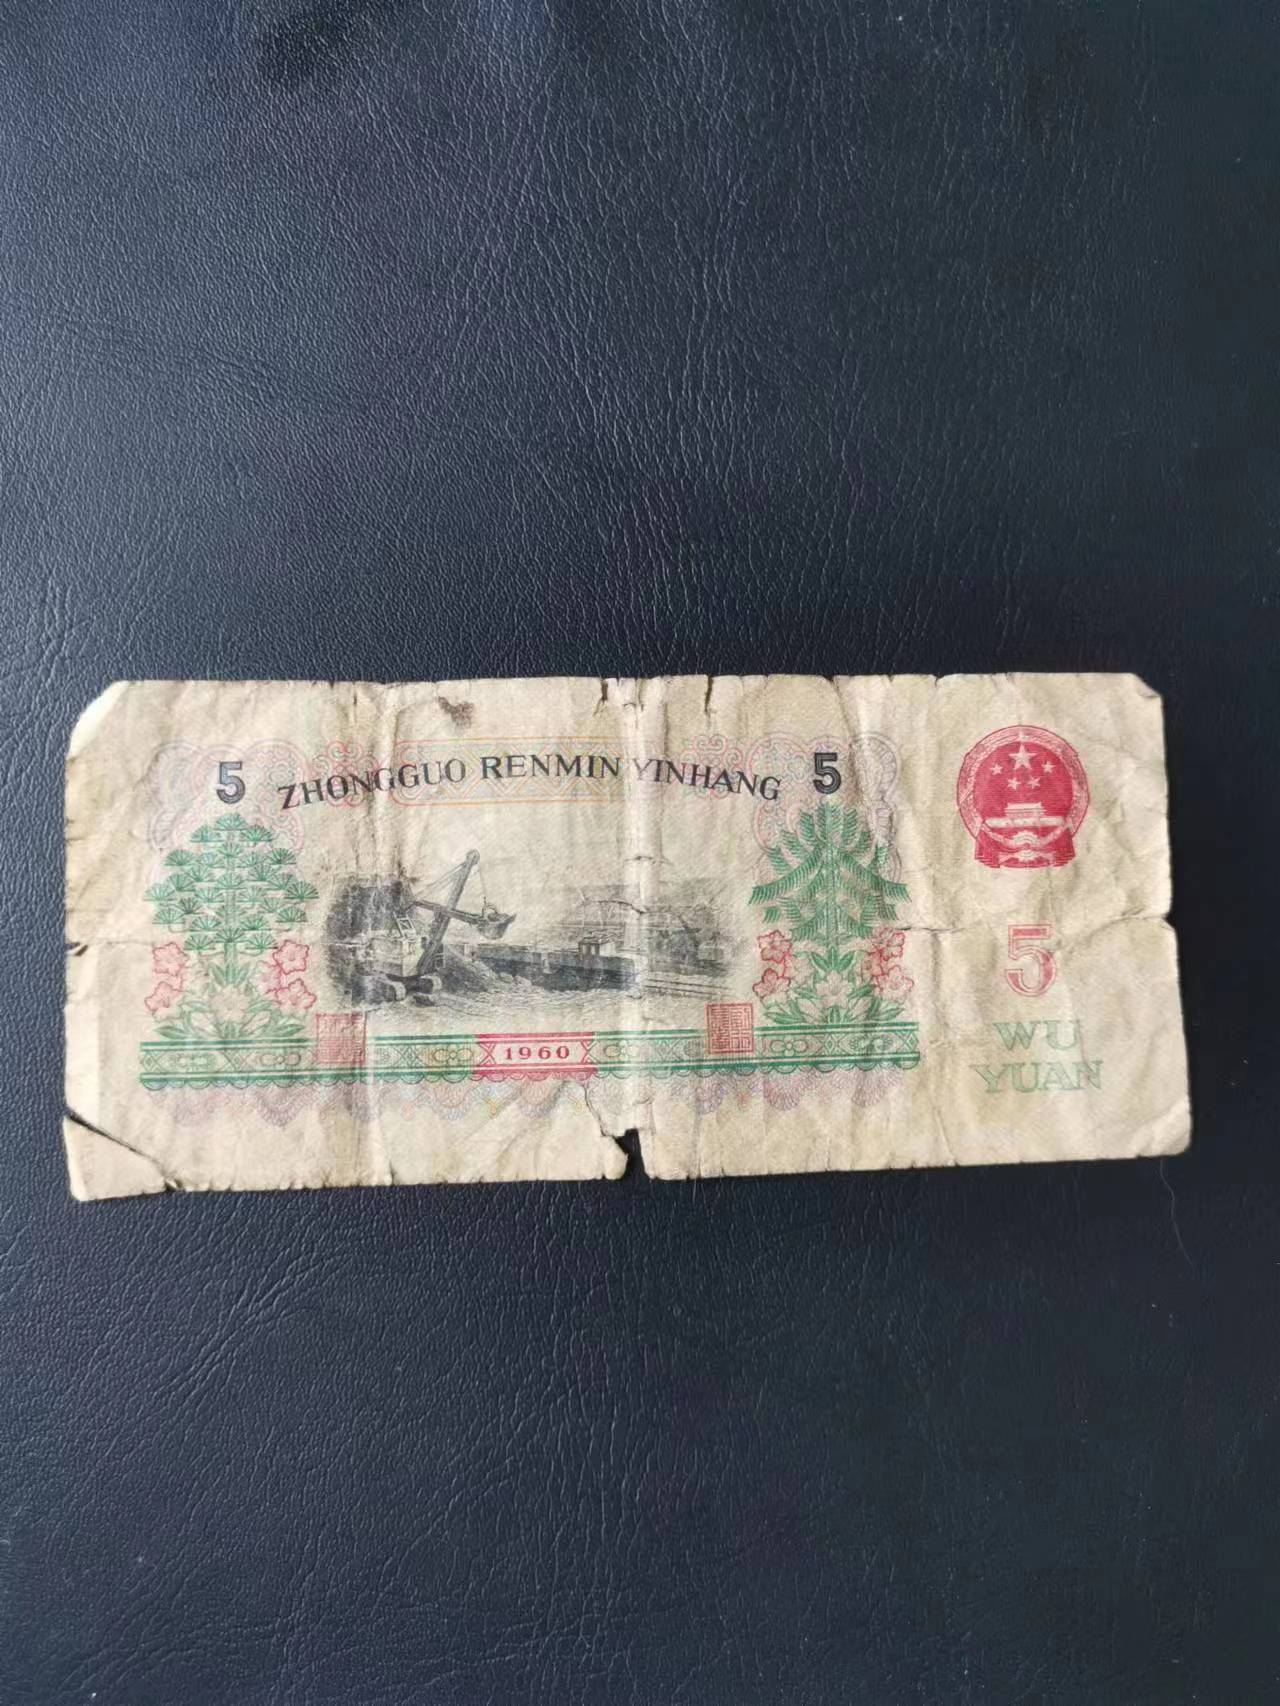 5 ZHONGGUO RENMIN YINHANG 5
5
WU
YUAN
1960